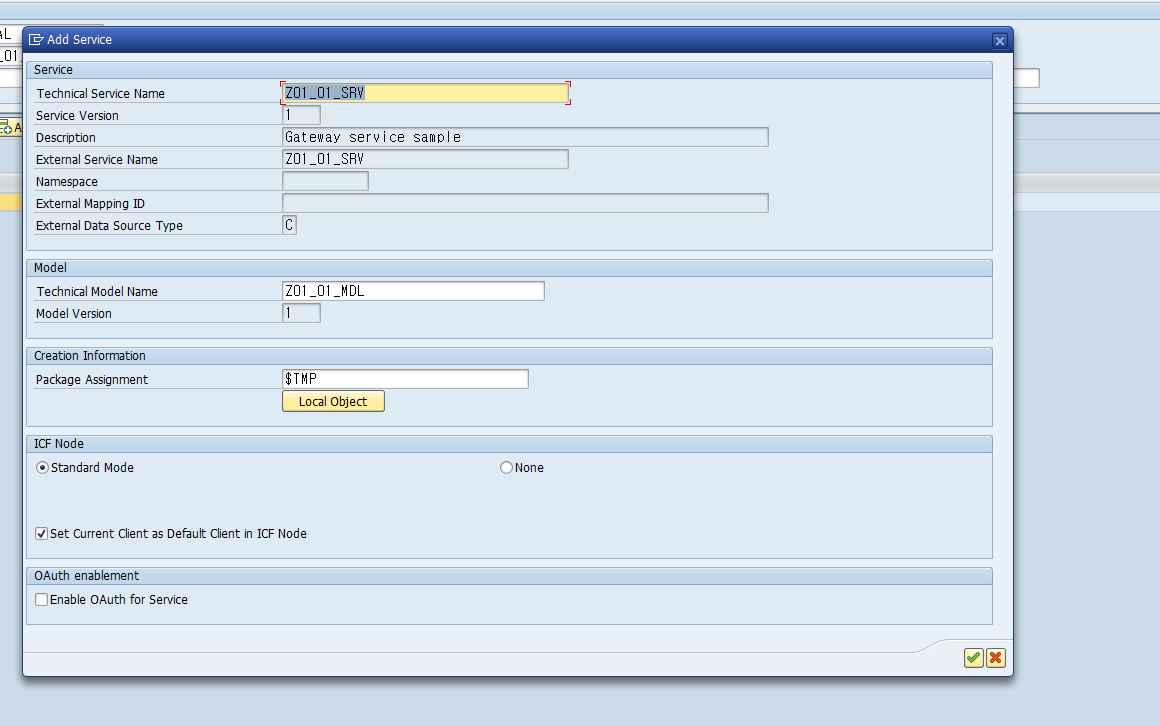 AL
_01
A
Add Service
Service
Technical Service Name Z01_01_SRV
Service Version 1
Description Gateway service sample
External Service Name Z01_01_SRV
Namespace
External Mapping ID
External Data Source Type C
Model
Technical Model Name Z01_01_MDL
Model Version 1
Creation Information
Package Assignment $TMP
Local Object
ICF Node
Standard Mode None
Set Current Client as Default Client in ICF Node
OAuth enablement
Enable OAuth for Service